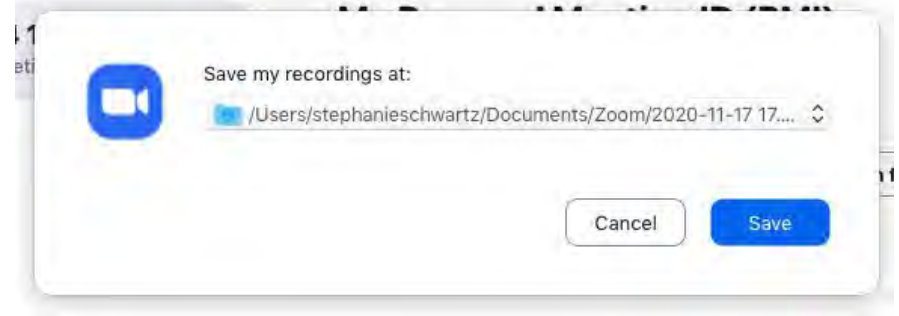 Save my recordings at:
/Users/stephanieschwartz/Documents/Zoom/2020-11-17 17....
Cancel
Save